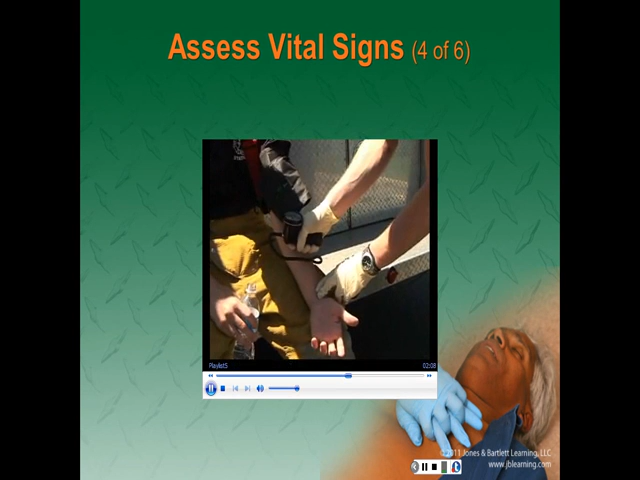 Assess Vital Signs (4 of 6)
Playlist5
02:08
© 2011 Jones & Bartlett Learning, LLC
www.jblearning.com